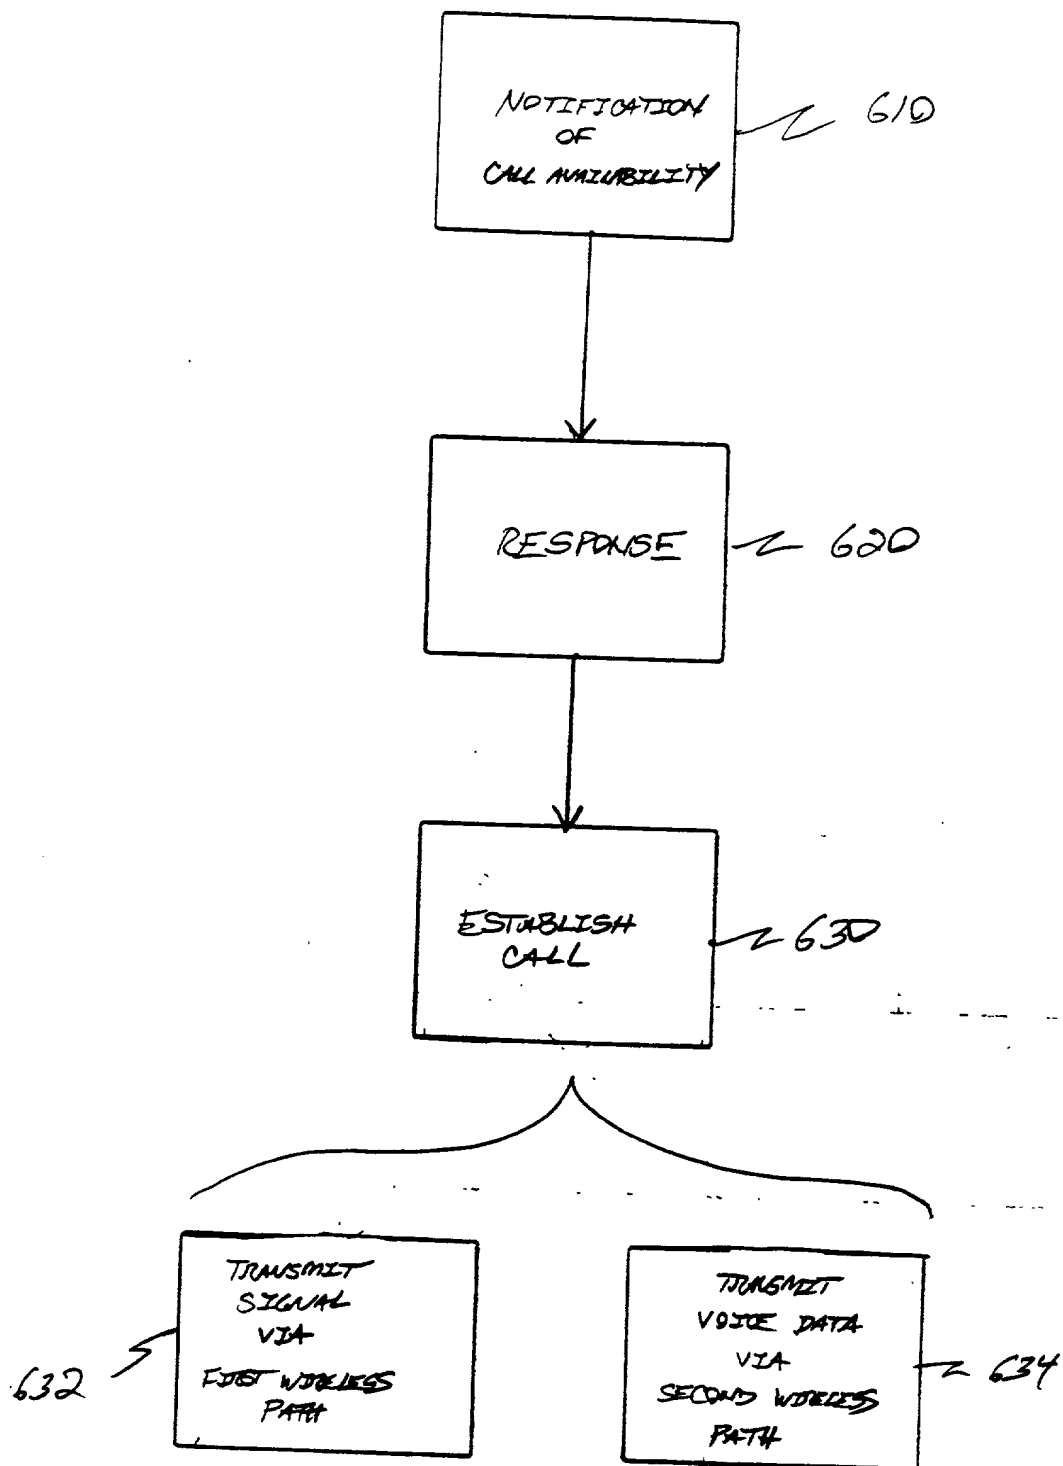 NOTIFICATION
OF
CALL AVAILABILITY
610
RESPONSE
620
ESTABLISH
CALL
630
TRANSMIT
SIGNAL
VIA
FIRST WIRELESS
PATH
632
TRANSMIT
VOICE DATA
VIA
SECOND WIRELESS
PATH
634